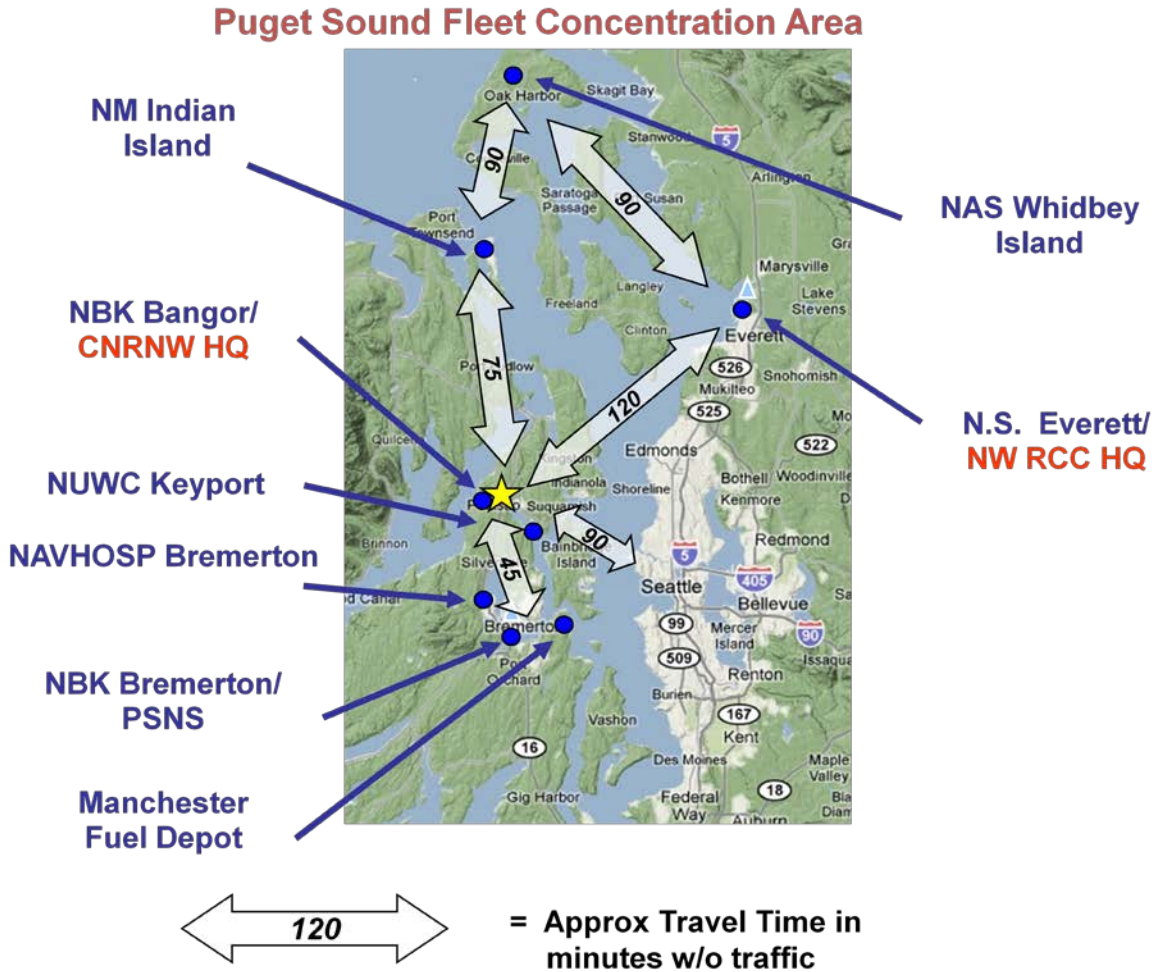 Puget Sound Fleet Concentration Area
NM Indian
Island
NBK Bangor/
CNRNW HQ
NUWC Keyport
NAVHOSP Bremerton
NBK Bremerton/
PSNS
Manchester
Fuel Depot
NAS Whidbey
Island
N.S. Everett/
NW RCC HQ
Oak Harbor
Skagit Bay
Stanwood
5
Arlington
90
90
Saratoga
Passage
Susan
Port
Townsend
Marysville
Lake
Stevens
Langley
Freeland
Clinton
Everett
526
Mukilteo
Snohomish
75
120
525
522
Edmonds
Kingston
Indianola
Suquamish
Shoreline
Bothell
Woodinville
Kenmore
Brinnon
90
Island
45
5
Redmond
Seattle
405
Bellevue
Bremerton
99
Mercer
Island
90
509
Orchard
Renton
Burien
Vashon
167
Kent
16
Des Moines
Maple
Valley
Gig Harbor
Federal
Way
18
Auburn
120
= Approx Travel Time in
minutes w/o traffic